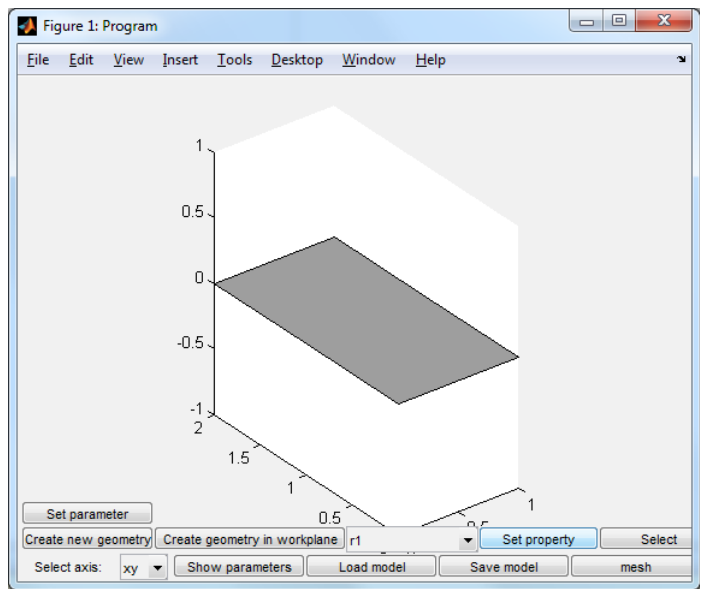 Figure 1: Program
File Edit View Insert Tools Desktop Window Help
1
0.5
0
-0.5
-1
2
1.5
1
0.5
1
Set parameter
Create new geometry Create geometry in workplane r1 Set property Select
Select axis: xy Show parameters Load model Save model mesh